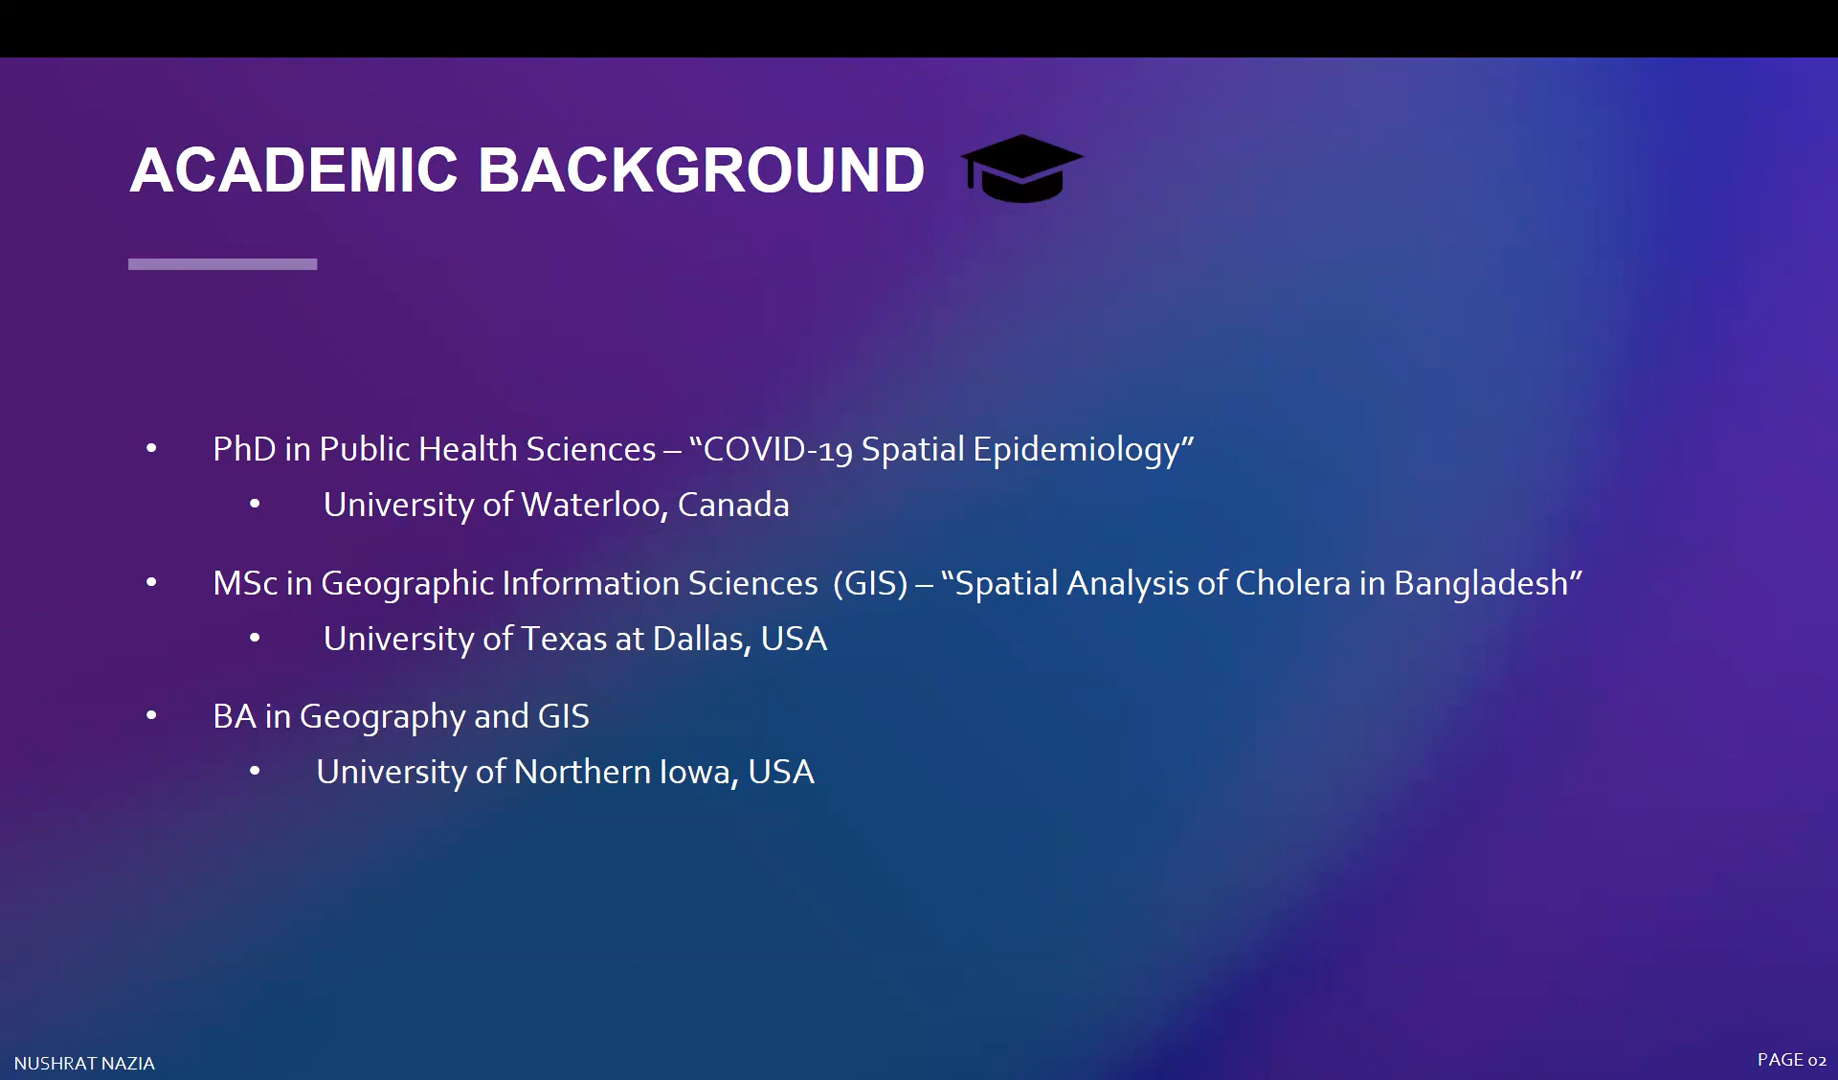 ACADEMIC BACKGROUND
• PhD in Public Health Sciences – “COVID-19 Spatial Epidemiology”
• University of Waterloo, Canada
• MSc in Geographic Information Sciences (GIS) – “Spatial Analysis of Cholera in Bangladesh”
• University of Texas at Dallas, USA
• BA in Geography and GIS
• University of Northern Iowa, USA
NUSHRAT NAZIA
PAGE 02